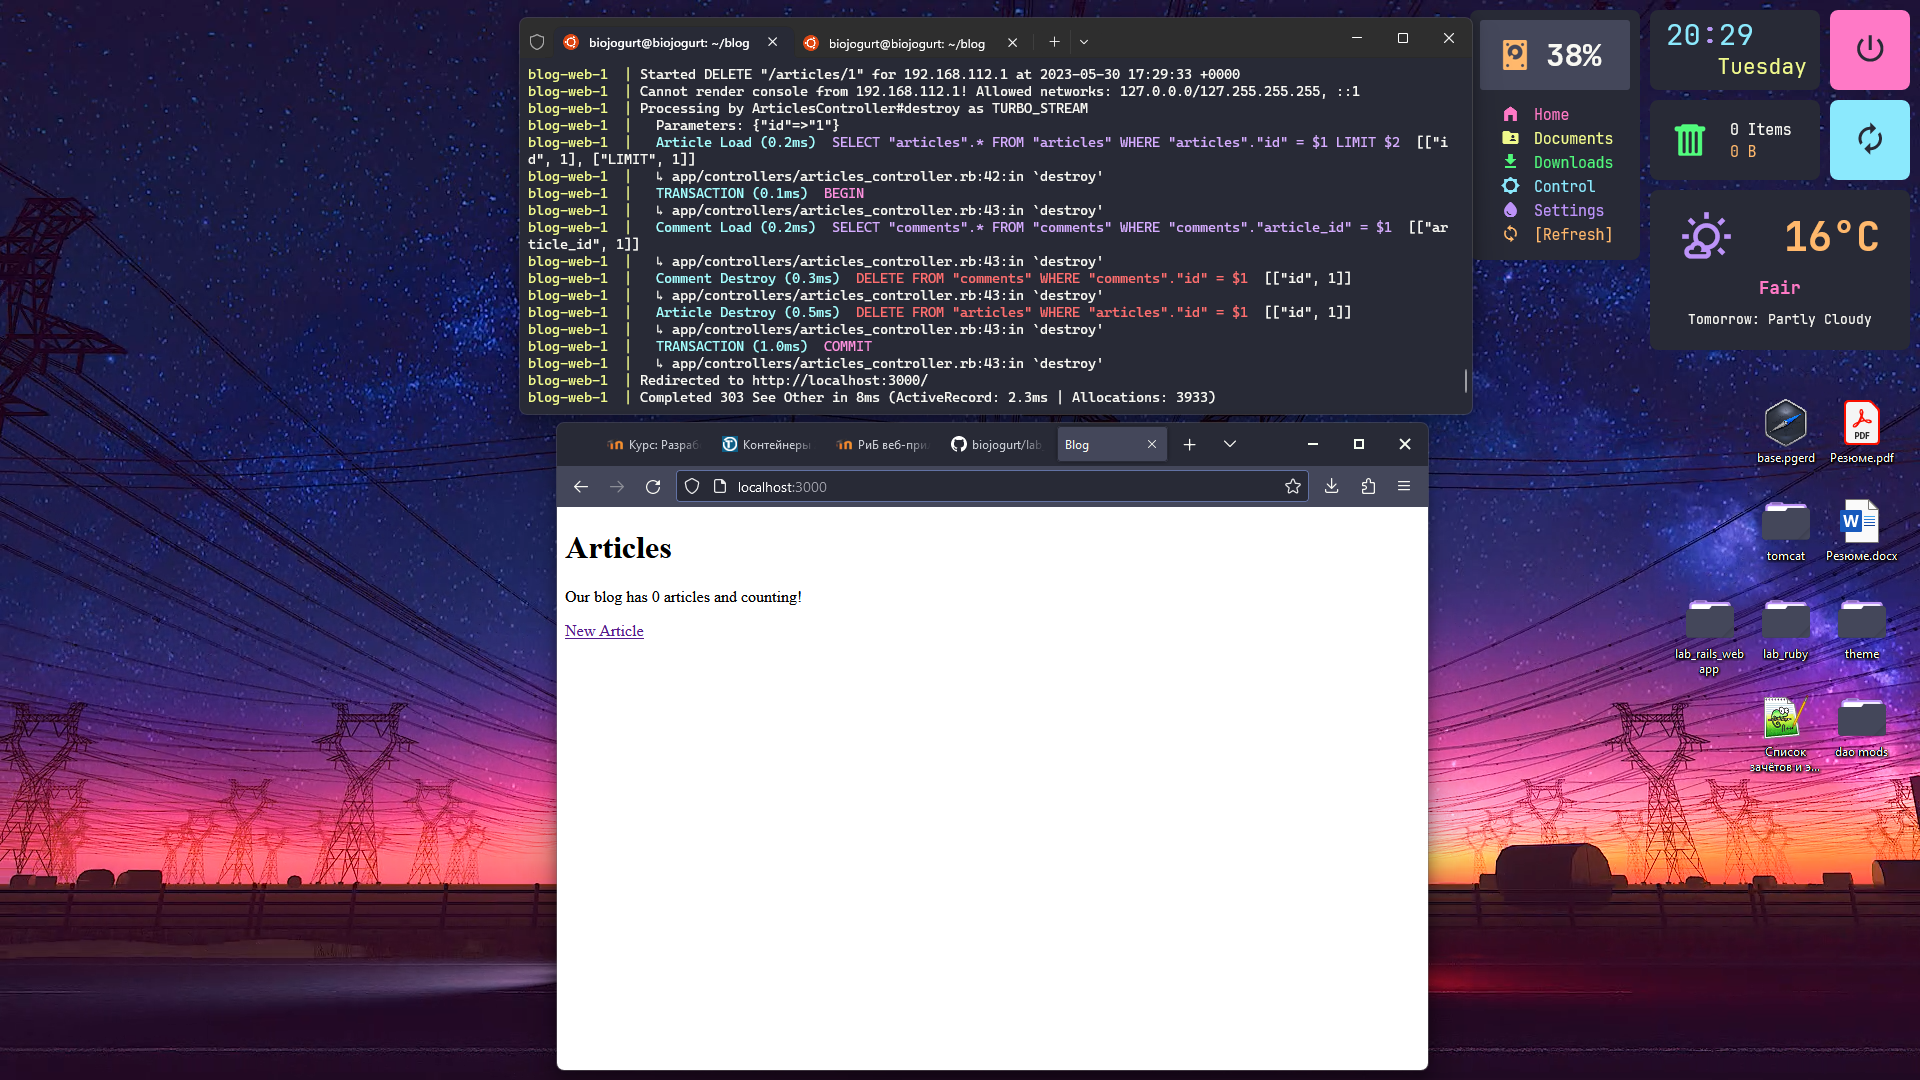 biojogurt@biojogurt: ~/blog
biojogurt@biojogurt: ~/blog
blog-web-1  | Started DELETE "/articles/1" for 192.168.112.1 at 2023-05-30 17:29:33 +0000
blog-web-1  | Cannot render console from 192.168.112.1! Allowed networks: 127.0.0.0/127.255.255.255, ::1
blog-web-1  | Processing by ArticlesController#destroy as TURBO_STREAM
blog-web-1  |   Parameters: {"id"=>"1"}
blog-web-1  |   Article Load (0.2ms)  SELECT "articles".* FROM "articles" WHERE "articles"."id" = $1 LIMIT $2  [["i
d", 1], ["LIMIT", 1]]
blog-web-1  |   ↳ app/controllers/articles_controller.rb:42:in `destroy'
blog-web-1  |   TRANSACTION (0.1ms)  BEGIN
blog-web-1  |   ↳ app/controllers/articles_controller.rb:43:in `destroy'
blog-web-1  |   Comment Load (0.2ms)  SELECT "comments".* FROM "comments" WHERE "comments"."article_id" = $1  [["ar
ticle_id", 1]]
blog-web-1  |   ↳ app/controllers/articles_controller.rb:43:in `destroy'
blog-web-1  |   Comment Destroy (0.3ms)  DELETE FROM "comments" WHERE "comments"."id" = $1  [["id", 1]]
blog-web-1  |   ↳ app/controllers/articles_controller.rb:43:in `destroy'
blog-web-1  |   Article Destroy (0.5ms)  DELETE FROM "articles" WHERE "articles"."id" = $1  [["id", 1]]
blog-web-1  |   ↳ app/controllers/articles_controller.rb:43:in `destroy'
blog-web-1  |   TRANSACTION (1.0ms)  COMMIT
blog-web-1  |   ↳ app/controllers/articles_controller.rb:43:in `destroy'
blog-web-1  | Redirected to http://localhost:3000/
blog-web-1  | Completed 303 See Other in 8ms (ActiveRecord: 2.3ms | Allocations: 3933)
Курс: Разраб
Контейнеры
РиБ веб-при
biojogurt/lab
Blog
localhost:3000
Articles
Our blog has 0 articles and counting!
New Article
38%
Home
Documents
Downloads
Control
Settings
[Refresh]
20:29
Tuesday
0 Items
0 B
16°C
Fair
Tomorrow: Partly Cloudy
base.pgerd
PDF
Резюме.pdf
tomcat
W
Резюме.docx
lab_rails_web
app
lab_ruby
theme
Список
зачётов и э...
dao mods